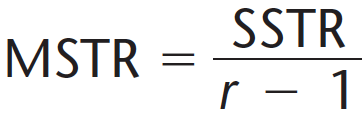 MSTR = SSTR / r − 1